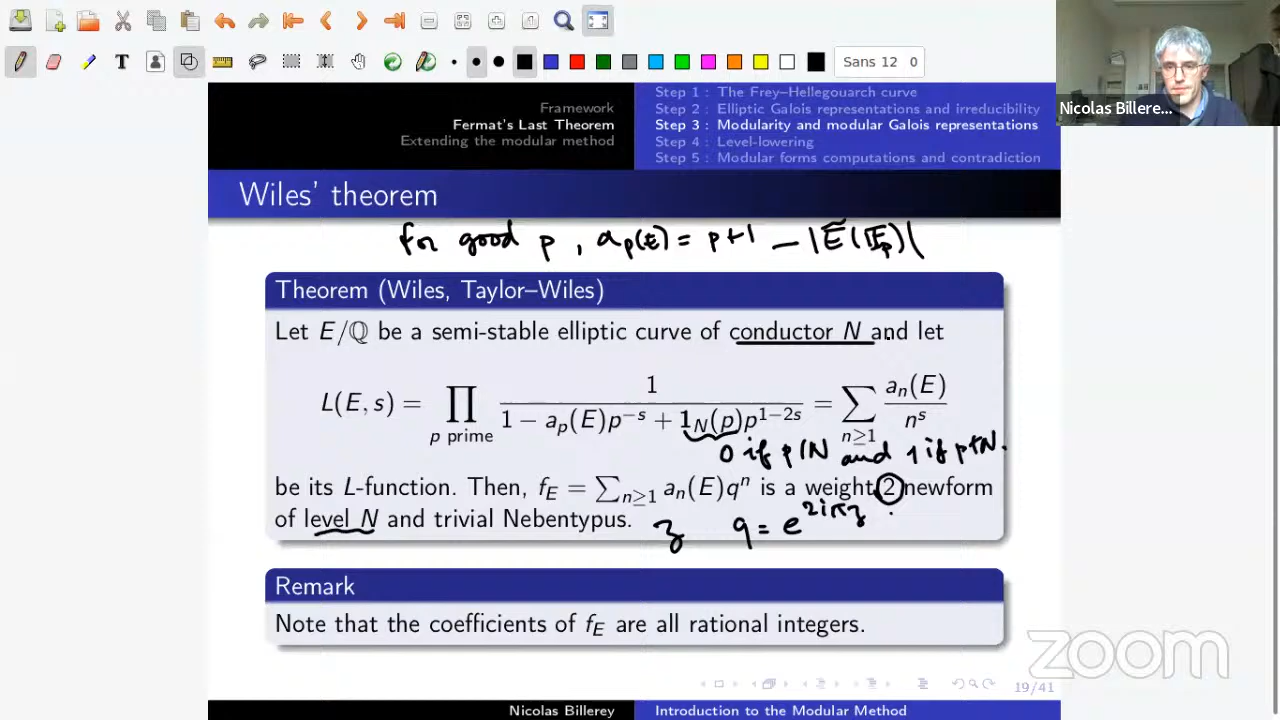 Sans 12 0
Nicolas Billere...
Framework
Fermat's Last Theorem
Extending the modular method
Step 1 : The Frey–Hellegouarch curve
Step 2 : Elliptic Galois representations and irreducibility
Step 3 : Modularity and modular Galois representations
Step 4 : Level-lowering
Step 5 : Modular forms computations and contradiction
Wiles' theorem
for good p, a_p(E) = p+1 − |Ẽ(𝔽_p)|
Theorem (Wiles, Taylor–Wiles)
Let E/ℚ be a semi-stable elliptic curve of conductor N and let
L(E, s) = ∏_{p prime} 1 / (1 − a_p(E)p^{−s} + 𝟏_N(p)p^{1−2s}) = ∑_{n≥1} a_n(E) / n^s
0 if p|N and 1 if p∤N.
be its L-function. Then, f_E = ∑_{n≥1} a_n(E)q^n is a weight 2 newform
of level N and trivial Nebentypus. z q = e^{2iπz}
Remark
Note that the coefficients of f_E are all rational integers.
zoom
19/41
Nicolas Billerey Introduction to the Modular Method